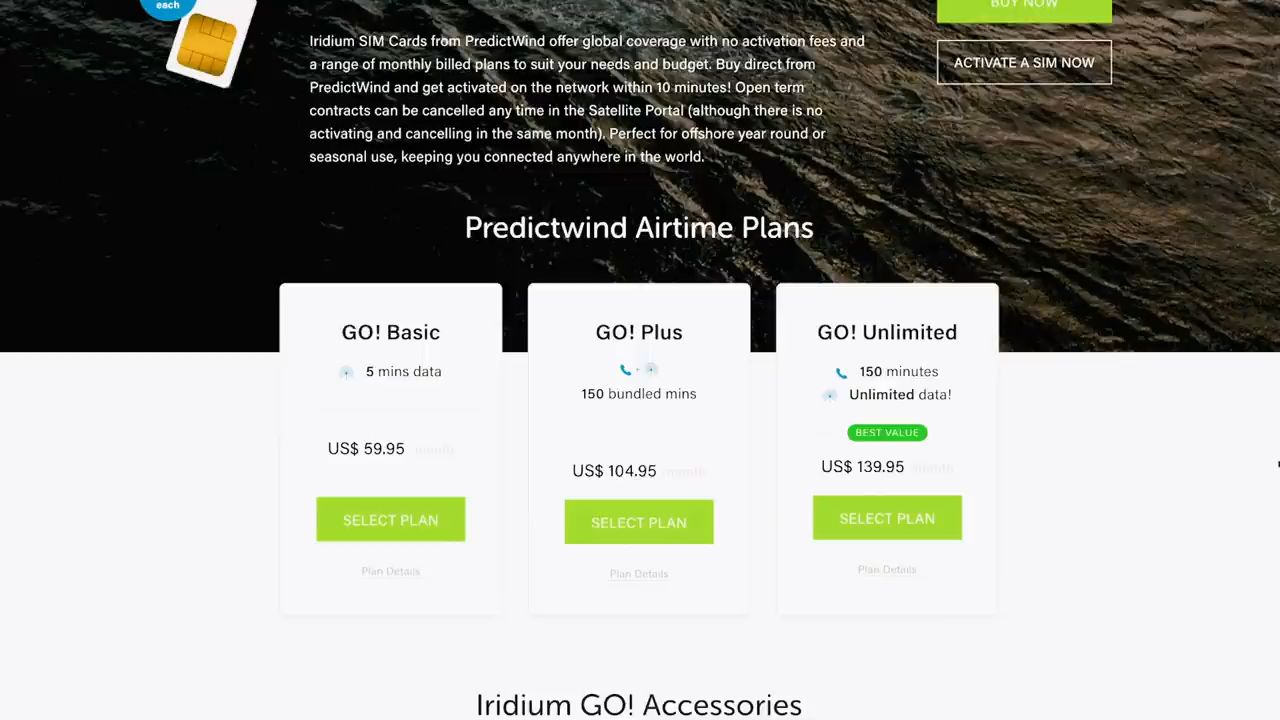 each
BUY NOW
Iridium SIM Cards from PredictWind offer global coverage with no activation fees and
a range of monthly billed plans to suit your needs and budget. Buy direct from
PredictWind and get activated on the network within 10 minutes! Open term
contracts can be cancelled any time in the Satellite Portal (although there is no
activating and cancelling in the same month). Perfect for offshore year round or
seasonal use, keeping you connected anywhere in the world.
ACTIVATE A SIM NOW
Predictwind Airtime Plans
GO! Basic
5 mins data
US$ 59.95 /month
SELECT PLAN
Plan Details
GO! Plus
+
150 bundled mins
US$ 104.95 /month
SELECT PLAN
Plan Details
GO! Unlimited
150 minutes
Unlimited data!
BEST VALUE
US$ 139.95 /month
SELECT PLAN
Plan Details
Iridium GO! Accessories